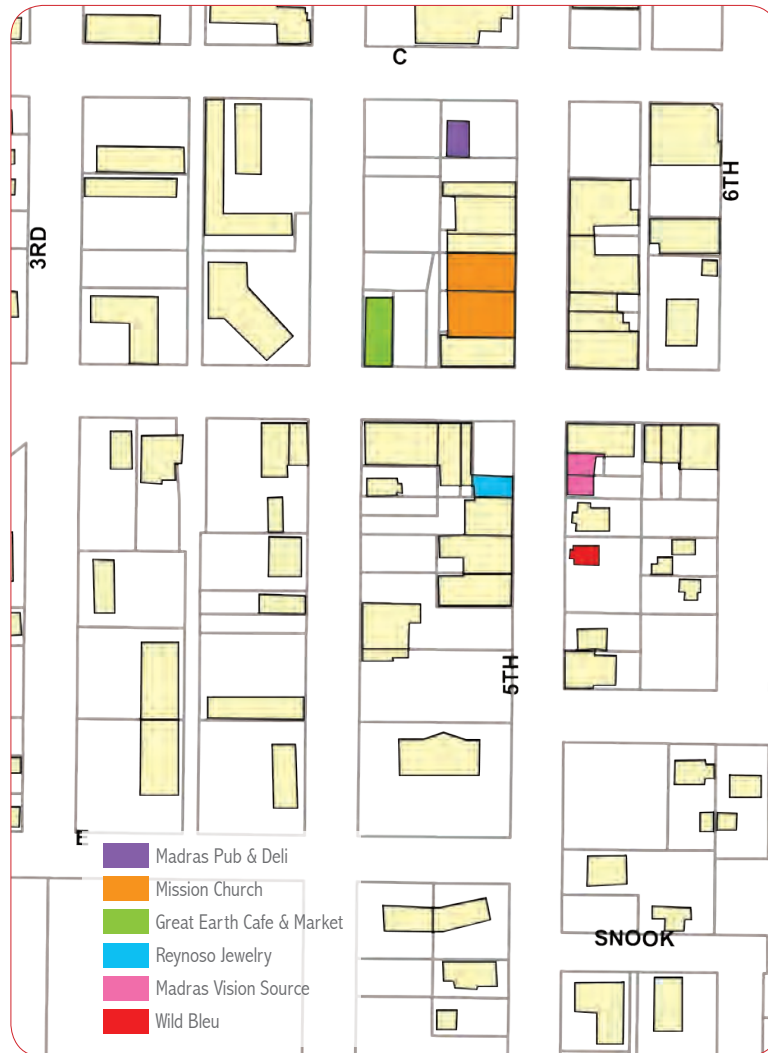 C
3RD
6TH
5TH
E
Madras Pub & Deli
Mission Church
Great Earth Cafe & Market
Reynoso Jewelry
Madras Vision Source
Wild Bleu
SNOOK